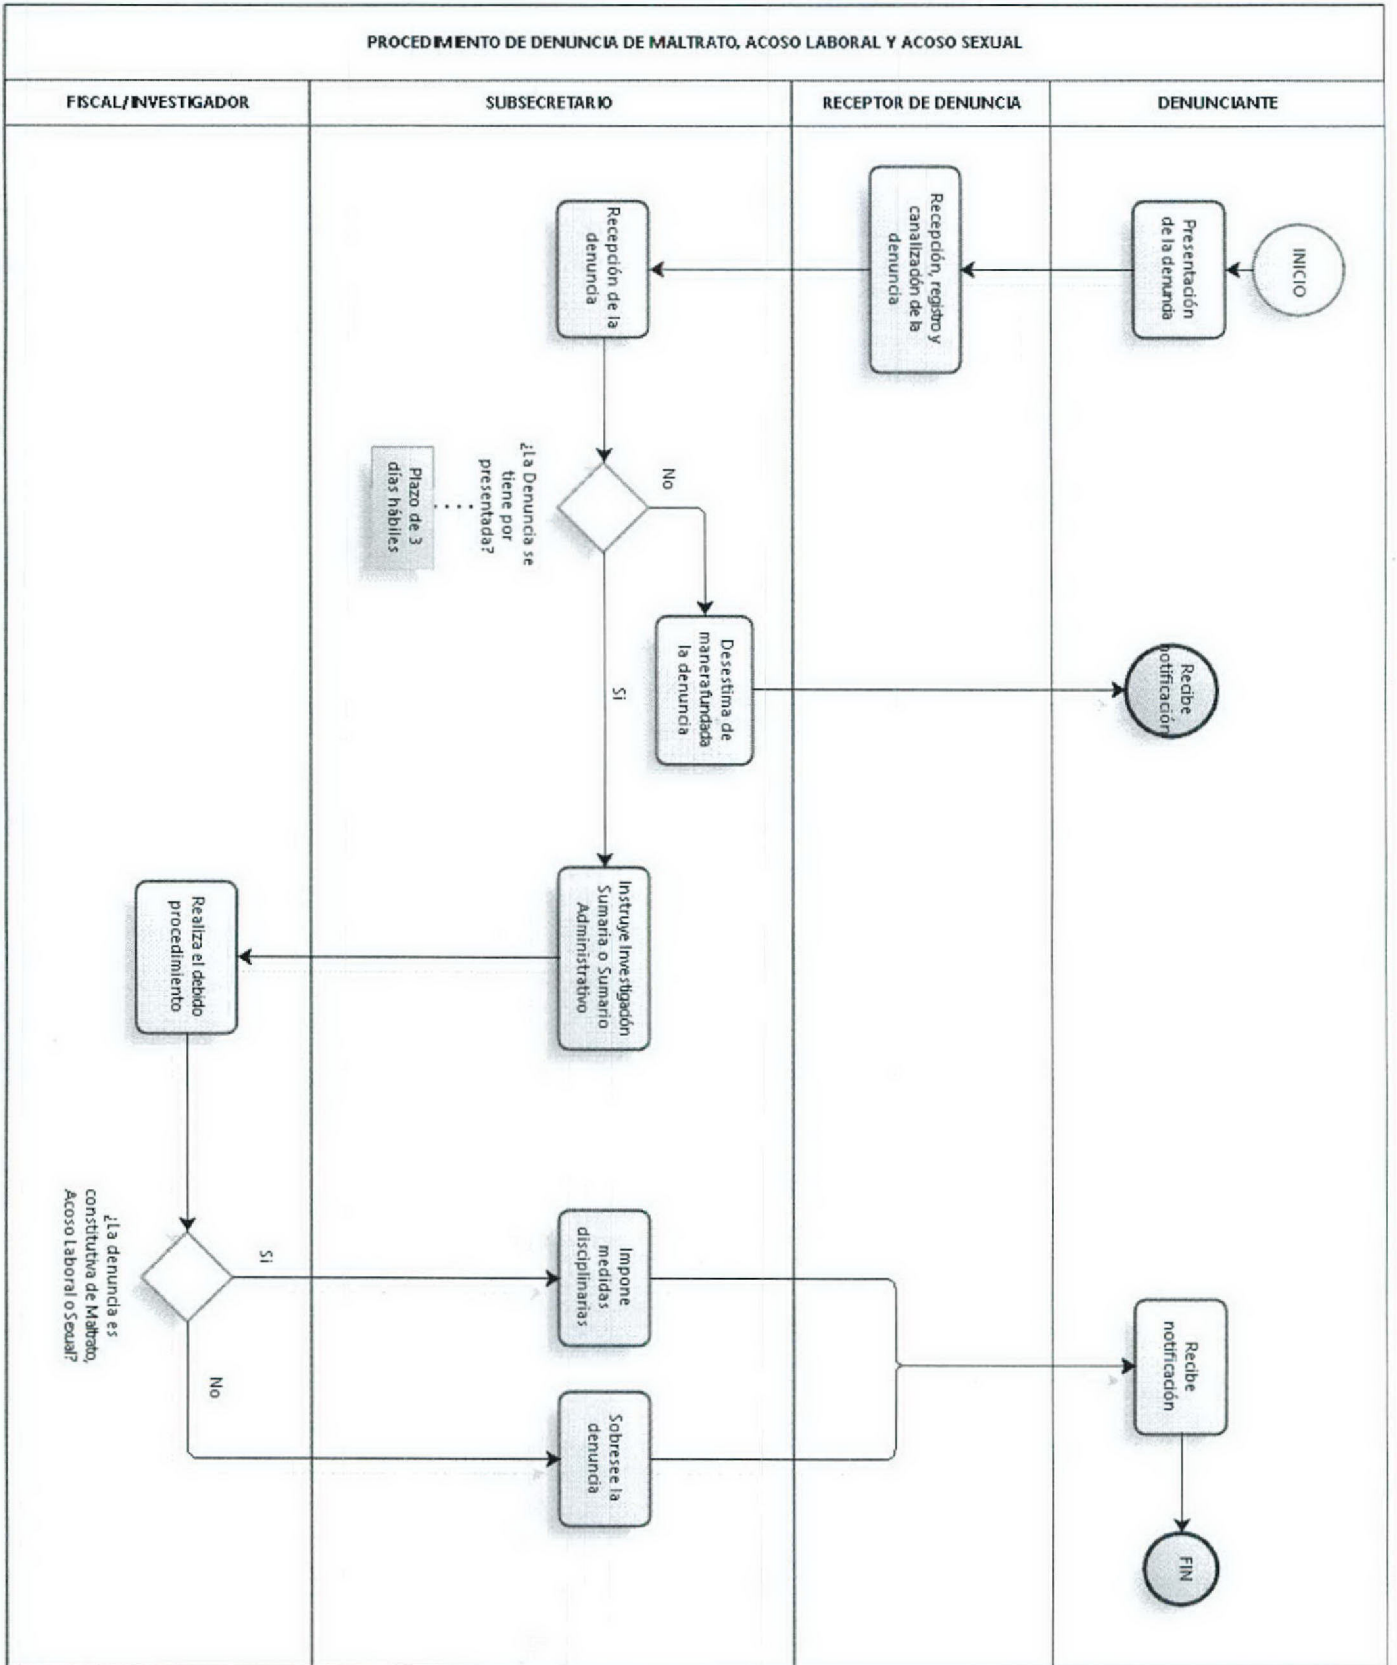 PROCEDIMIENTO DE DENUNCIA DE MALTRATO, ACOSO LABORAL Y ACOSO SEXUAL
FISCAL/INVESTIGADOR
SUBSECRETARIO
RECEPTOR DE DENUNCIA
DENUNCIANTE
INICIO
Presentación
de la denuncia
Recepción, registro y
canalización de la
denuncia
Recepción de la
denuncia
¿La Denuncia se
tiene por
presentada?
Plazo de 3
días hábiles
No
Desestima de
manerafundada
la denuncia
Recibe
notificación
Si
Instruye Investigación
Sumaria o Sumario
Administrativo
Realiza el debido
procedimiento
¿La denuncia es
constitutiva de Maltrato,
Acoso Laboral o Sexual?
Si
Impone
medidas
disciplinarias
No
Sobresee la
denuncia
Recibe
notificación
FIN